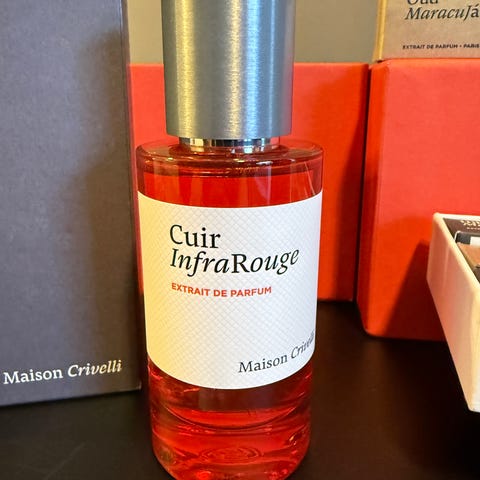 Oud
MaracuJá
EXTRAIT DE PARFUM • PARIS
Cuir
InfraRouge
EXTRAIT DE PARFUM
Maison Crivelli
Maison Crivelli